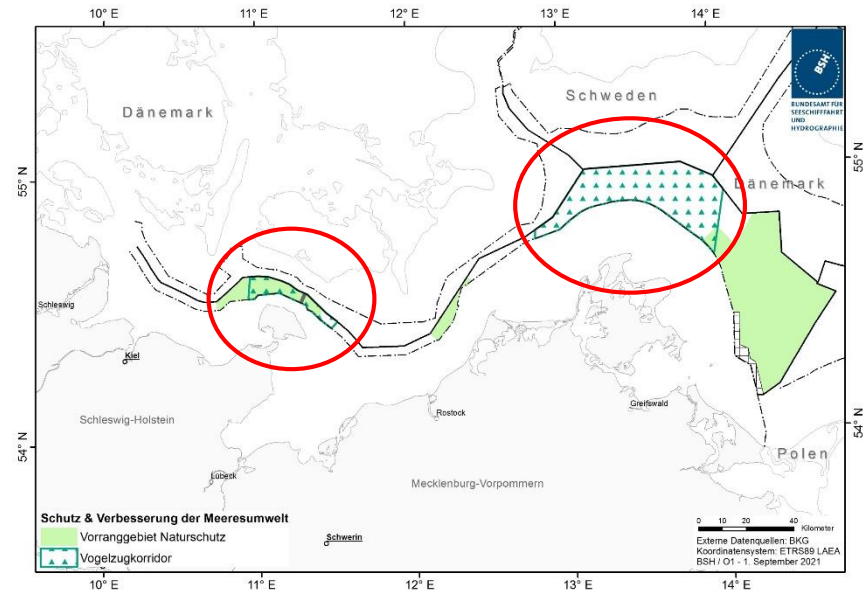 10° E
11° E
12° E
13° E
14° E
BSH
BUNDESAMT FÜR
SEESCHIFFFAHRT
UND
HYDROGRAPHIE
Dänemark
Schweden
55° N
55° N
Dänemark
Schleswig
Kiel
Schleswig-Holstein
Rostock
Greifswald
54° N
54° N
Polen
Lübeck
Mecklenburg-Vorpommern
Schwerin
Schutz & Verbesserung der Meeresumwelt
Vorranggebiet Naturschutz
Vogelzugkorridor
0 10 20 40
Kilometer
Externe Datenquellen: BKG
Koordinatensystem: ETRS89 LAEA
BSH / O1 - 1. September 2021
10° E
11° E
12° E
13° E
14° E